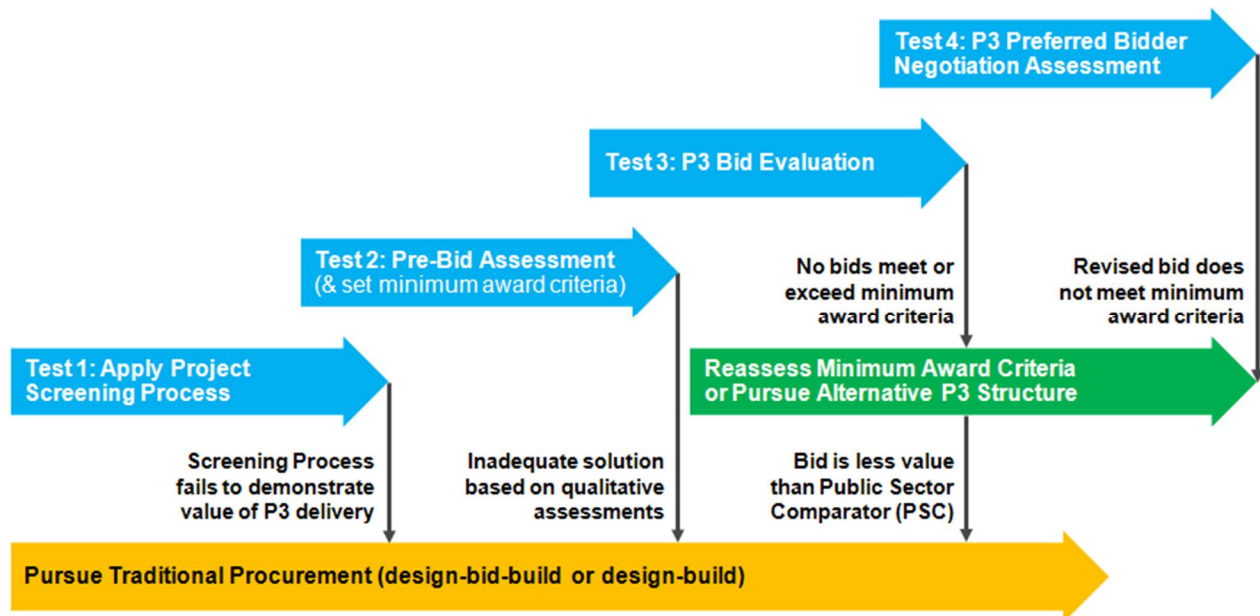 Test 4: P3 Preferred Bidder
Negotiation Assessment
Test 3: P3 Bid Evaluation
Test 2: Pre-Bid Assessment
(& set minimum award criteria)
No bids meet or
exceed minimum
award criteria
Revised bid does
not meet minimum
award criteria
Test 1: Apply Project
Screening Process
Reassess Minimum Award Criteria
or Pursue Alternative P3 Structure
Screening Process
fails to demonstrate
value of P3 delivery
Inadequate solution
based on qualitative
assessments
Bid is less value
than Public Sector
Comparator (PSC)
Pursue Traditional Procurement (design-bid-build or design-build)